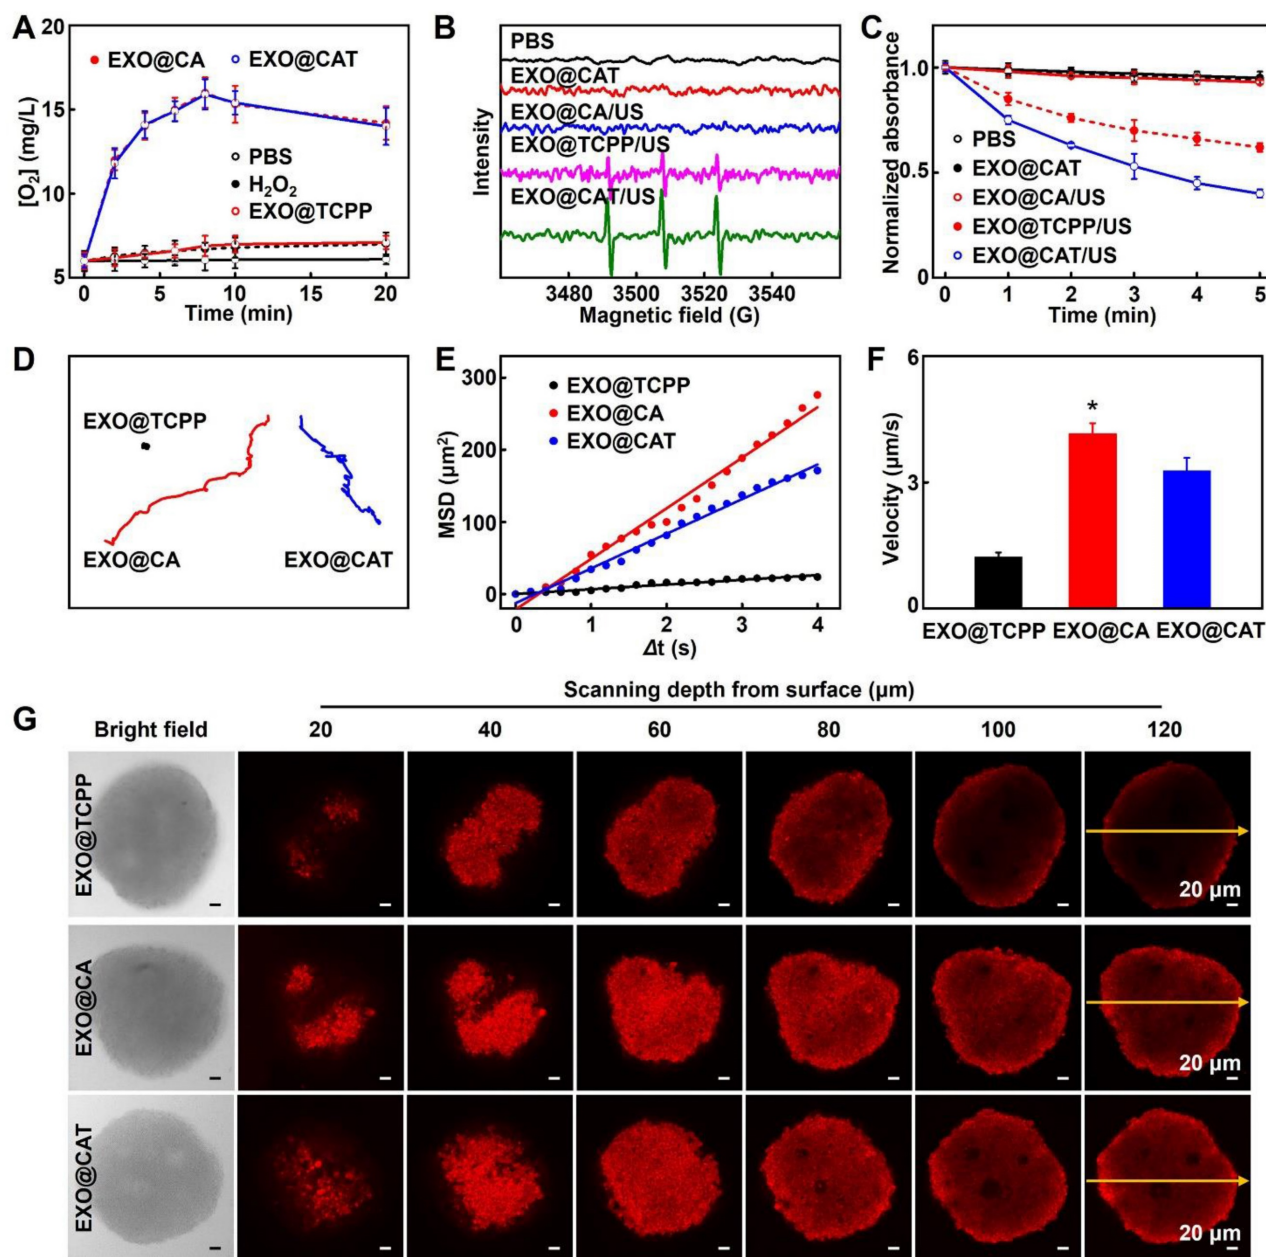 A
20
15
10
5
[O₂] (mg/L)
EXO@CA
EXO@CAT
PBS
H₂O₂
EXO@TCPP
0 5 10 15 20
Time (min)
B
Intensity
PBS
EXO@CAT
EXO@CA/US
EXO@TCPP/US
EXO@CAT/US
3480 3500 3520 3540
Magnetic field (G)
C
Normalized absorbance
1.0
0.5
0
PBS
EXO@CAT
EXO@CA/US
EXO@TCPP/US
EXO@CAT/US
0 1 2 3 4 5
Time (min)
D
EXO@TCPP
EXO@CA
EXO@CAT
E
MSD (μm²)
300
200
100
0
EXO@TCPP
EXO@CA
EXO@CAT
0 1 2 3 4
Δt (s)
F
Velocity (μm/s)
6
3
0
*
EXO@TCPP EXO@CA EXO@CAT
G
Scanning depth from surface (μm)
Bright field 20 40 60 80 100 120
EXO@TCPP
20 μm
EXO@CA
20 μm
EXO@CAT
20 μm